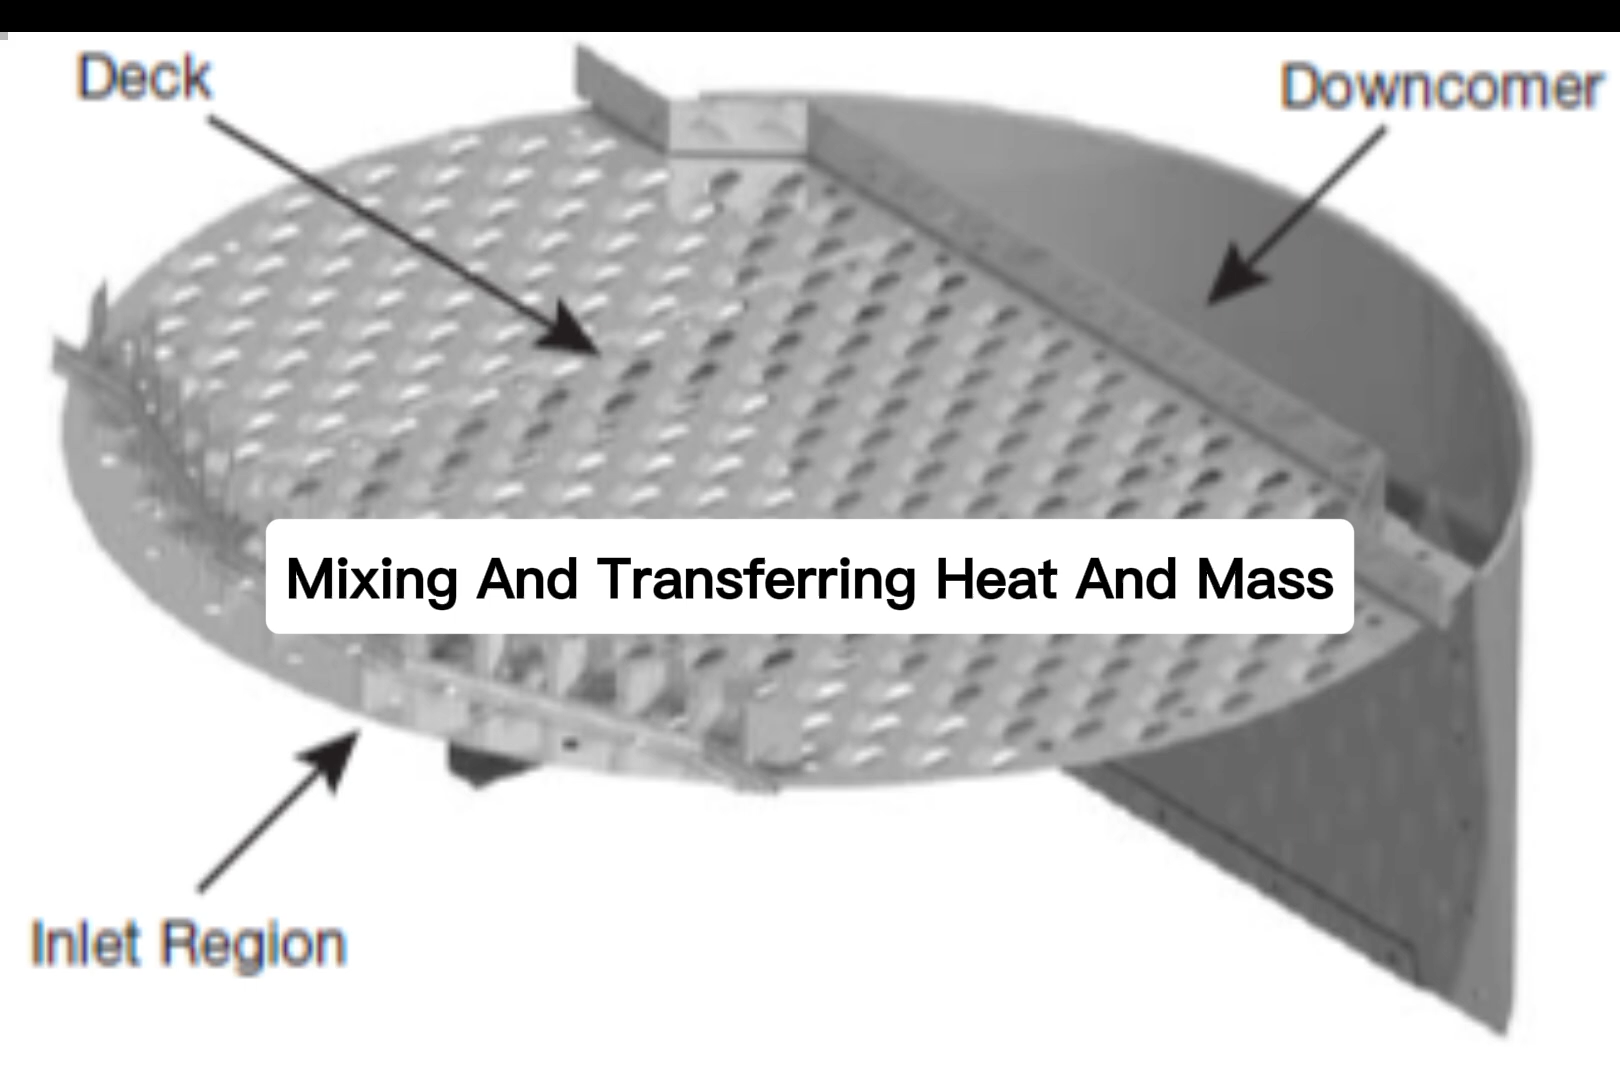 Deck
Downcomer
Mixing And Transferring Heat And Mass
Inlet Region